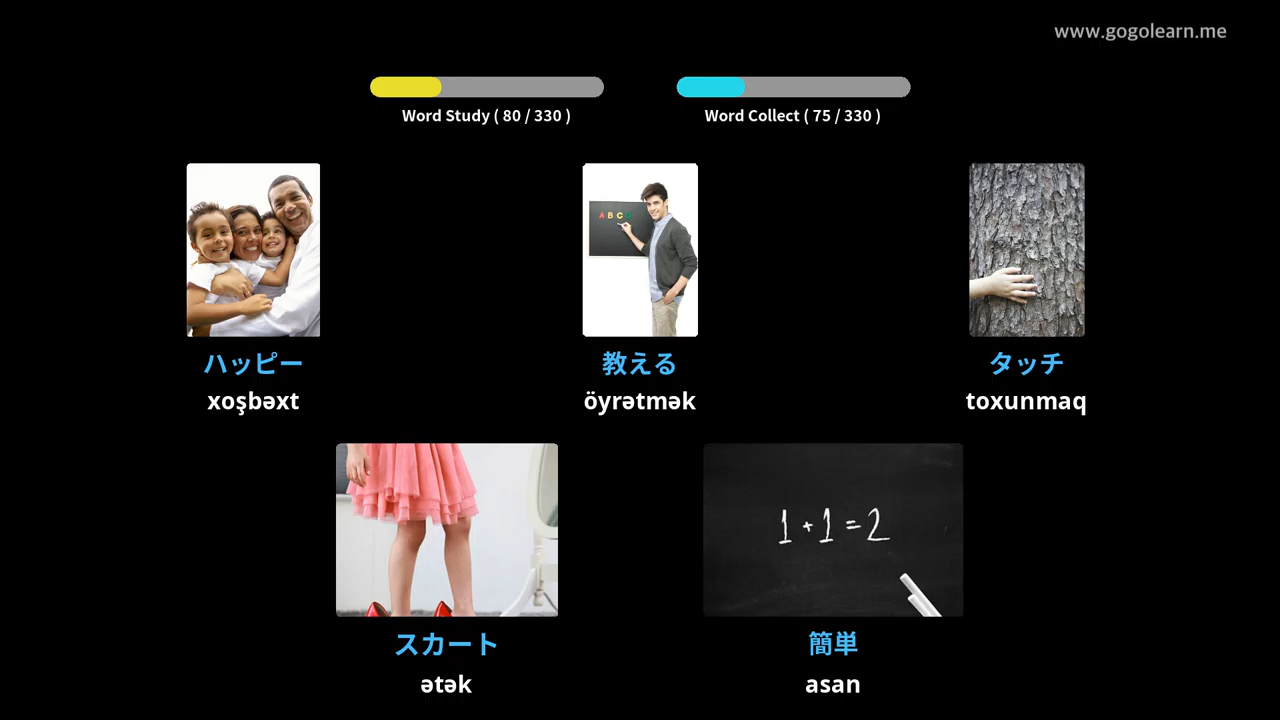 www.gogolearn.me
Word Study ( 80 / 330 )
Word Collect ( 75 / 330 )
A B C D
ハッピー
xoşbəxt
教える
öyrətmək
タッチ
toxunmaq
1 + 1 = 2
スカート
ətək
簡単
asan